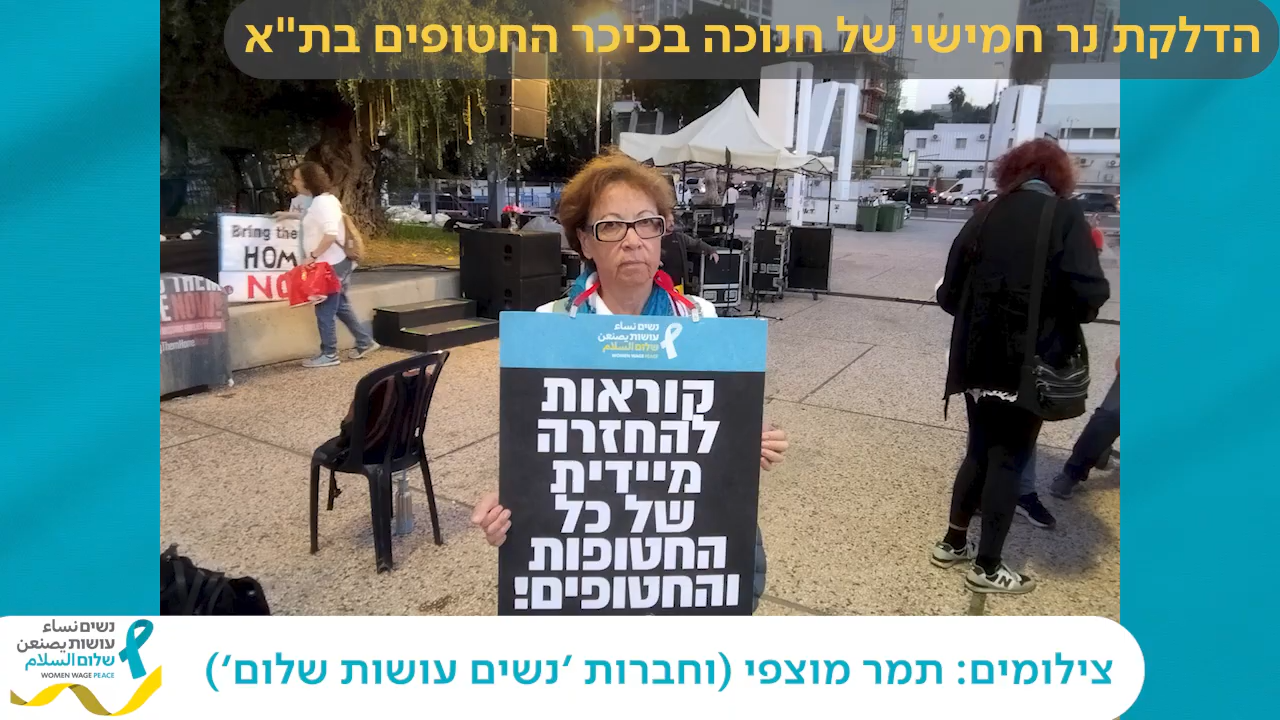 הדלקת נר חמישי של חנוכה בכיכר החטופים בת"א
Bring the
HOM
NO
NOW!
נשים نساء
עושות يصنعن
שלום السلام
WOMEN WAGE PEACE
קוראות
להחזרה
מיידית
של כל
החטופות
והחטופים!
נשים نساء
עושות يصنعن
שלום السلام
WOMEN WAGE PEACE
צילומים: תמר מוצפי (וחברות ׳נשים עושות שלום׳)